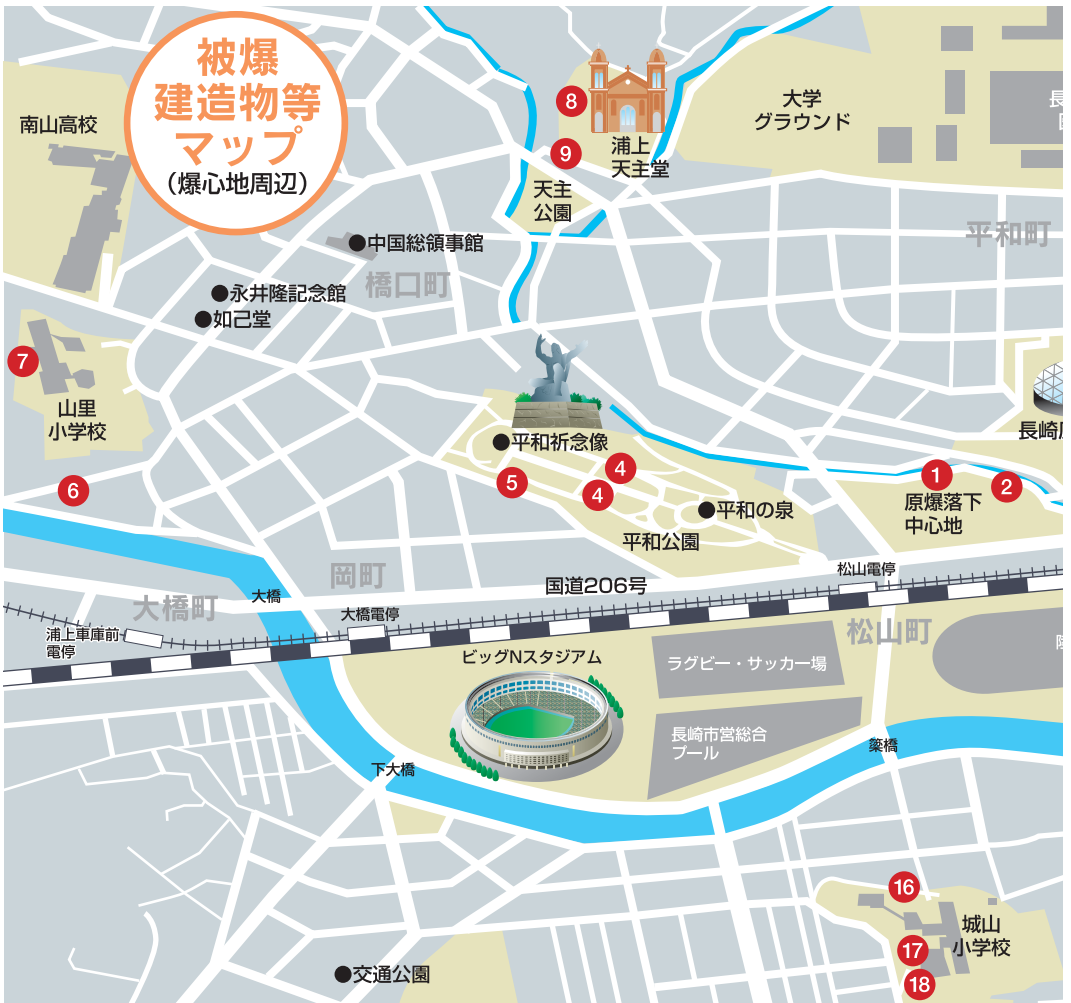 被爆
建造物等
マップ
（爆心地周辺）
南山高校
8
浦上
天主堂
9
天主
公園
大学
グラウンド
長
平和町
●中国総領事館
橋口町
●永井隆記念館
●如己堂
7
山里
小学校
6
●平和祈念像
5
4
4
●平和の泉
平和公園
長崎
1
2
原爆落下
中心地
国道206号
岡町
大橋町
大橋
大橋電停
浦上車庫前
電停
松山電停
松山町
ビッグNスタジアム
ラグビー・サッカー場
長崎市営総合
プール
簗橋
下大橋
●交通公園
16
城山
小学校
17
18